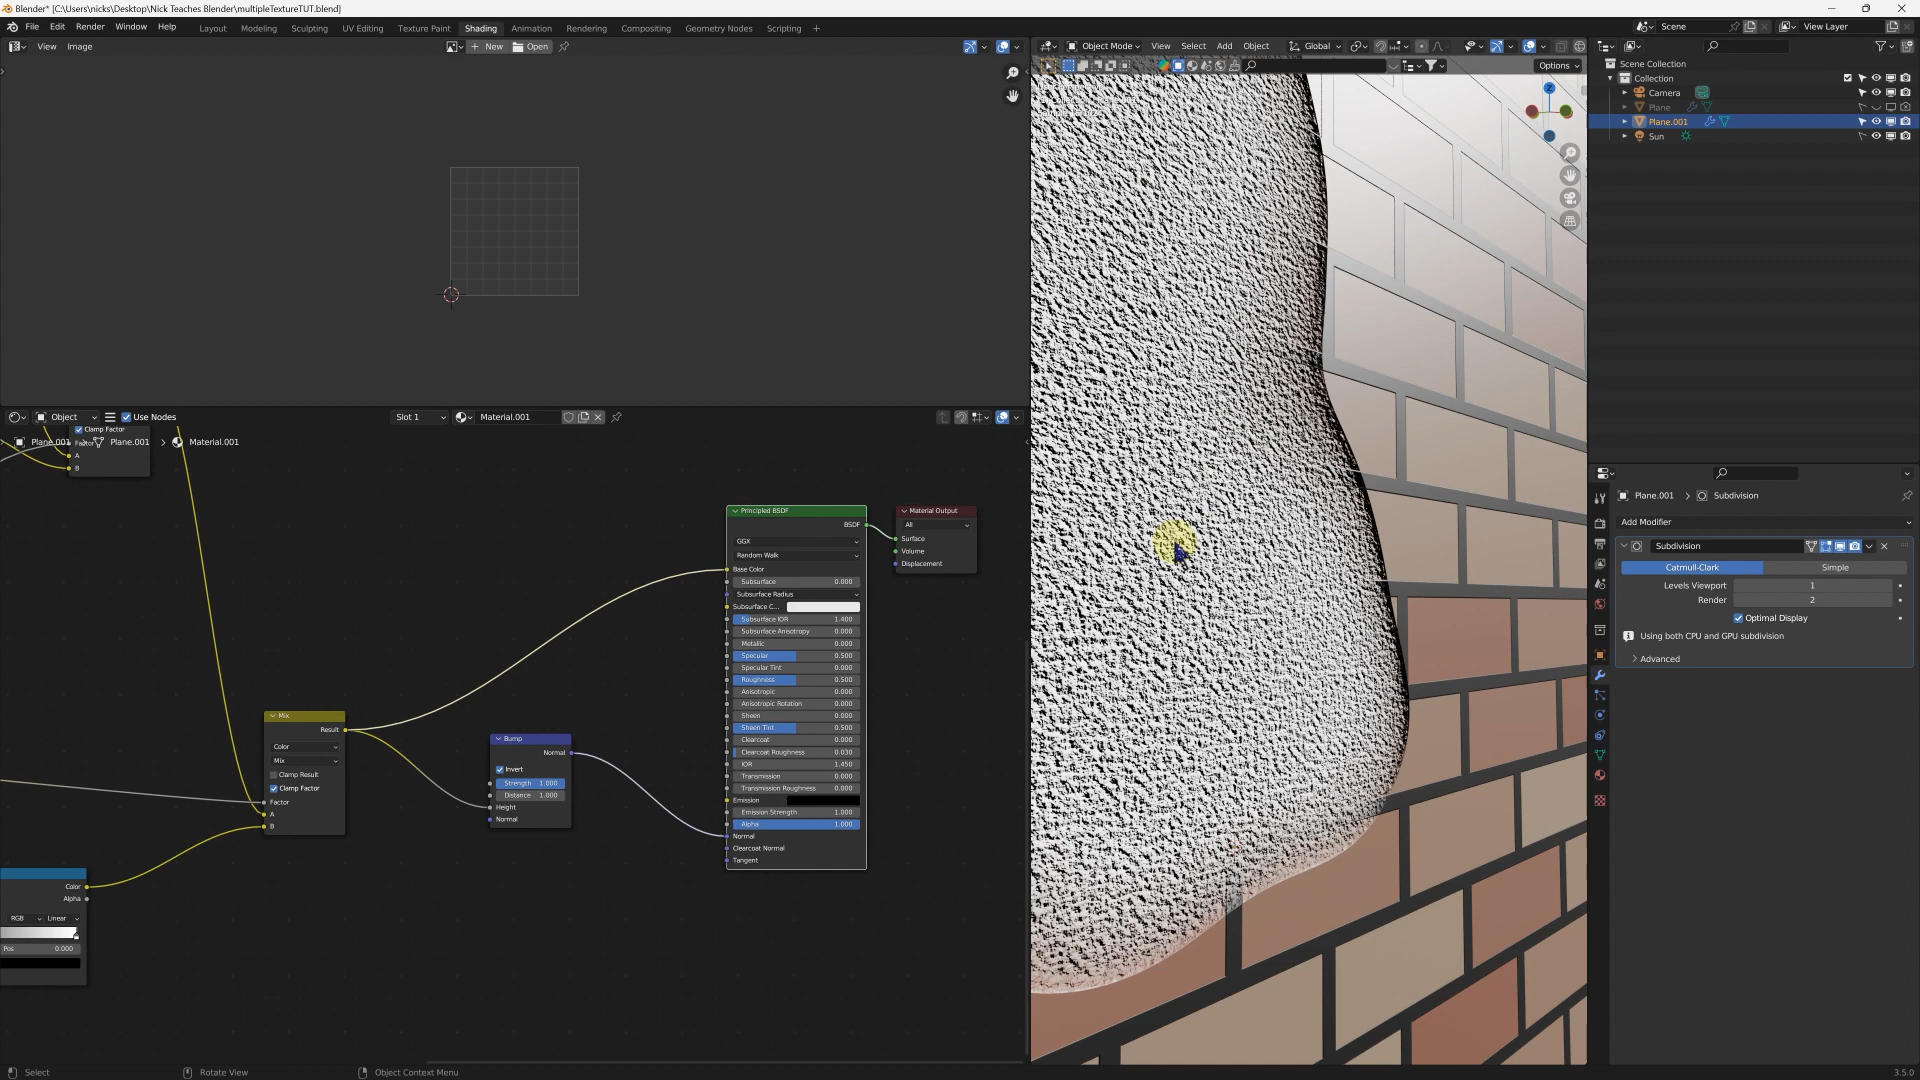 Blender* [C:\Users\nicks\Desktop\Nick Teaches Blender\multipleTextureTUT.blend]
File Edit Render Window Help Layout Modeling Sculpting UV Editing Texture Paint Shading Animation Rendering Compositing Geometry Nodes Scripting + Scene View Layer
View Image + New Open
Object Mode View Select Add Object Global
Options
Z
Scene Collection
Collection
Camera
Plane
Plane.001
Sun
Object Use Nodes Slot 1 Material.001
Clamp Factor
Plane.001 > Plane.001 > Material.001
A
B
Principled BSDF
BSDF
GGX
Random Walk
Base Color
Subsurface 0.000
Subsurface Radius
Subsurface C...
Subsurface IOR 1.400
Subsurface Anisotropy 0.000
Metallic 0.000
Specular 0.500
Specular Tint 0.000
Roughness 0.500
Anisotropic 0.000
Anisotropic Rotation 0.000
Sheen 0.000
Sheen Tint 0.500
Clearcoat 0.000
Clearcoat Roughness 0.030
IOR 1.450
Transmission 0.000
Transmission Roughness 0.000
Emission
Emission Strength 1.000
Alpha 1.000
Normal
Clearcoat Normal
Tangent
Material Output
All
Surface
Volume
Displacement
Mix
Result
Color
Mix
Clamp Result
Clamp Factor
Factor
A
B
Bump
Normal
Invert
Strength 1.000
Distance 1.000
Height
Normal
Color
Alpha
RGB Linear
Pos 0.000
Plane.001 > Subdivision
Add Modifier
Subdivision
Catmull-Clark Simple
Levels Viewport 1
Render 2
Optimal Display
Using both CPU and GPU subdivision
Advanced
Select Rotate View Object Context Menu 3.5.0